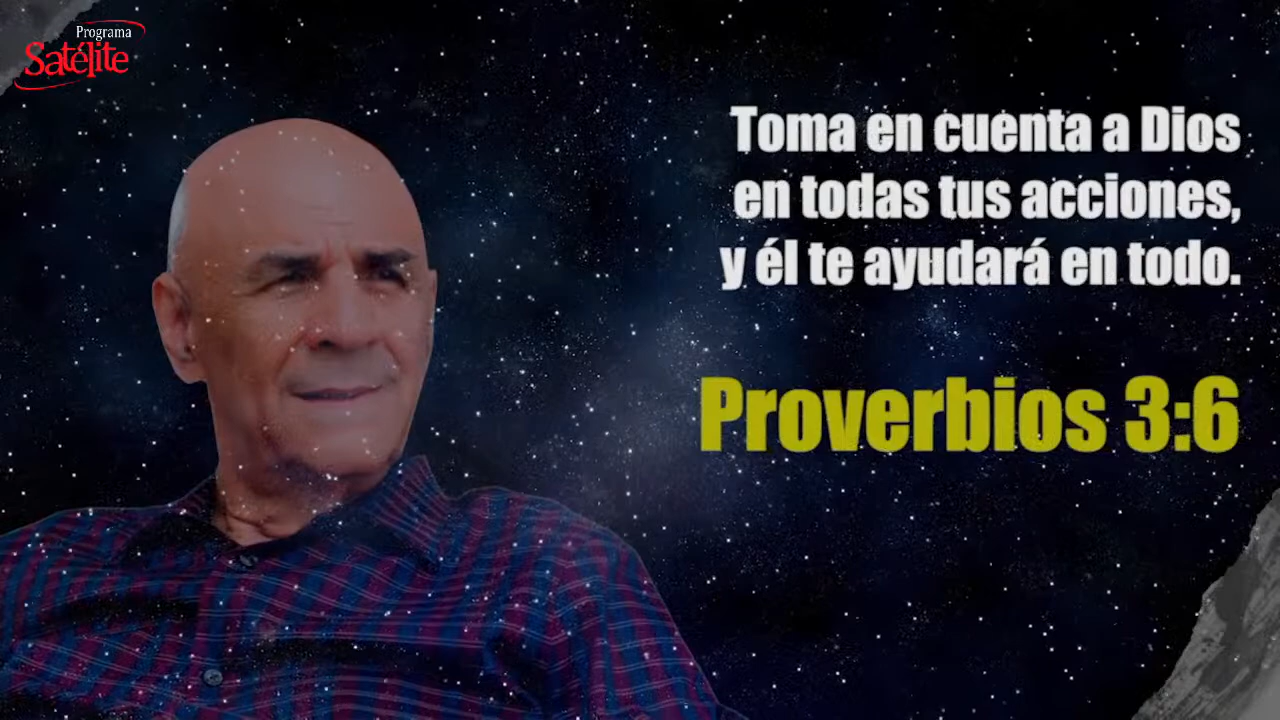 Programa
Satélite
Toma en cuenta a Dios
en todas tus acciones,
y él te ayudará en todo.
Proverbios 3:6